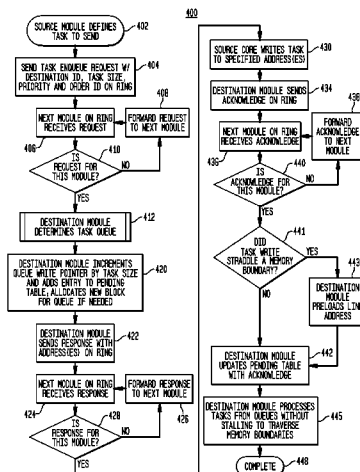 400
SOURCE MODULE DEFINES
TASK TO SEND
402
SEND TASK ENQUEUE REQUEST W/
DESTINATION ID, TASK SIZE,
PRIORITY AND ORDER ID ON RING
404
NEXT MODULE ON RING
RECEIVES REQUEST
406
FORWARD REQUEST
TO NEXT MODULE
408
IS
REQUEST FOR
THIS MODULE?
410
NO
YES
DESTINATION MODULE
DETERMINES TASK QUEUE
412
DESTINATION MODULE INCREMENTS
QUEUE WRITE POINTER BY TASK SIZE
AND ADDS ENTRY TO PENDING
TABLE, ALLOCATES NEW BLOCK
FOR QUEUE IF NEEDED
420
DESTINATION MODULE
SENDS RESPONSE WITH
ADDRESS(ES) ON RING
422
NEXT MODULE ON RING
RECEIVES RESPONSE
424
FORWARD RESPONSE
TO NEXT MODULE
426
IS
RESPONSE FOR
THIS MODULE?
428
NO
YES
SOURCE CORE WRITES TASK
TO SPECIFIED ADDRESS(ES)
430
DESTINATION MODULE SENDS
ACKNOWLEDGE ON RING
434
NEXT MODULE ON RING
RECEIVES ACKNOWLEDGE
436
FORWARD
ACKNOWLEDGE
TO NEXT
MODULE
IS
ACKNOWLEDGE FOR
THIS MODULE?
440
NO
YES
DID
TASK WRITE
STRADDLE A MEMORY
BOUNDARY?
441
YES
NO
443
DESTINATION
MODULE
ADDRESS
DESTINATION MODULE
UPDATES PENDING TABLE
WITH ACKNOWLEDGE
442
DESTINATION MODULE PROCESSES
TASKS FROM QUEUES WITHOUT
STALLING TO TRAVERSE
MEMORY BOUNDARIES
445
COMPLETE
448